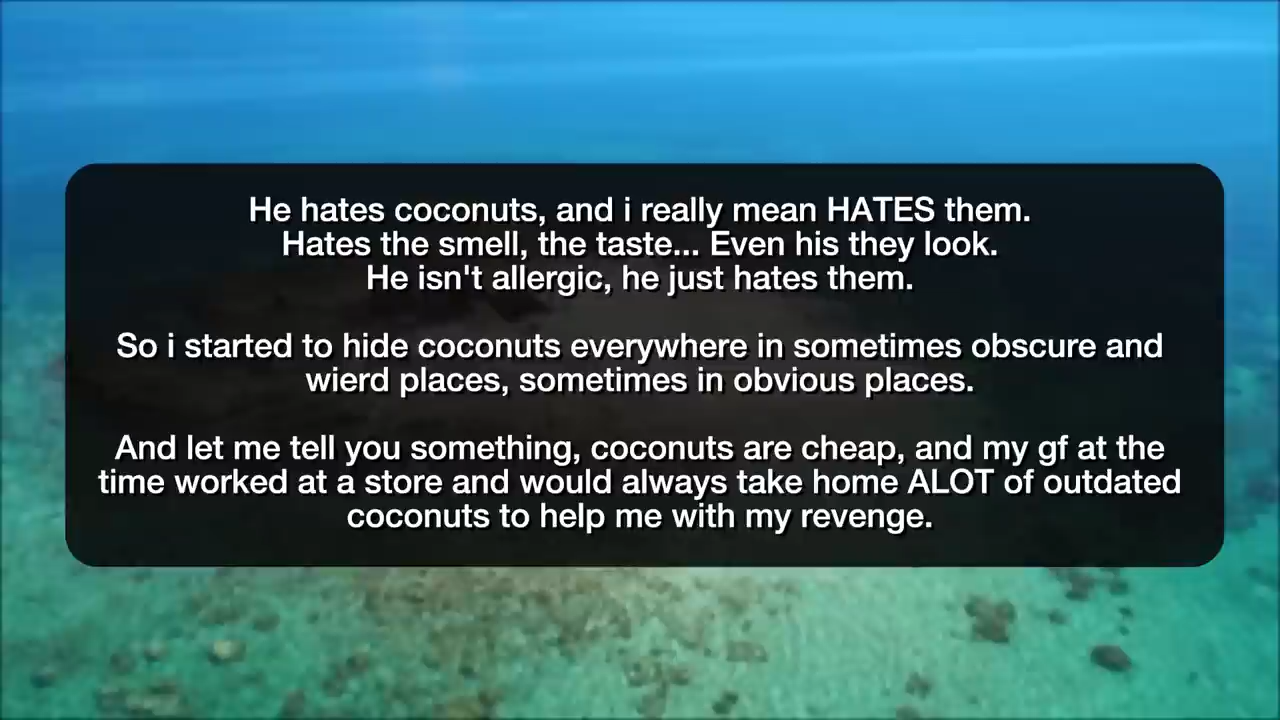 He hates coconuts, and i really mean HATES them.
Hates the smell, the taste... Even his they look.
He isn't allergic, he just hates them.
So i started to hide coconuts everywhere in sometimes obscure and
wierd places, sometimes in obvious places.
And let me tell you something, coconuts are cheap, and my gf at the
time worked at a store and would always take home ALOT of outdated
coconuts to help me with my revenge.